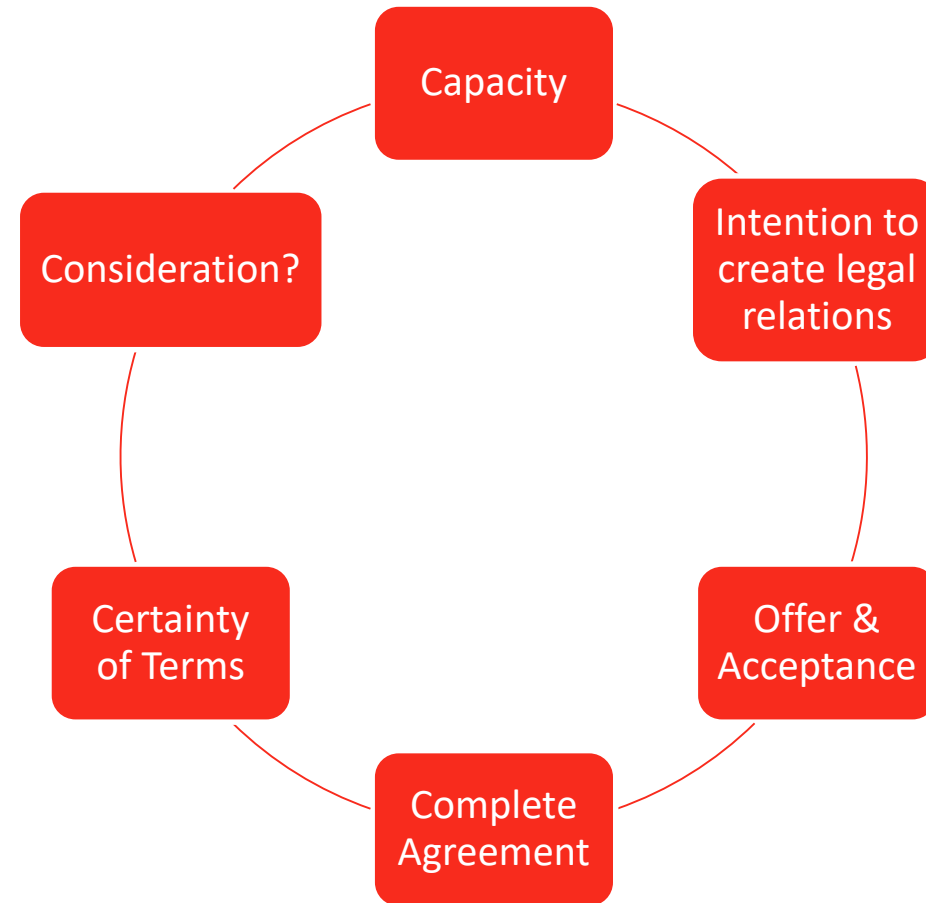 Capacity
Intention to
create legal
relations
Offer &
Acceptance
Complete
Agreement
Certainty
of Terms
Consideration?